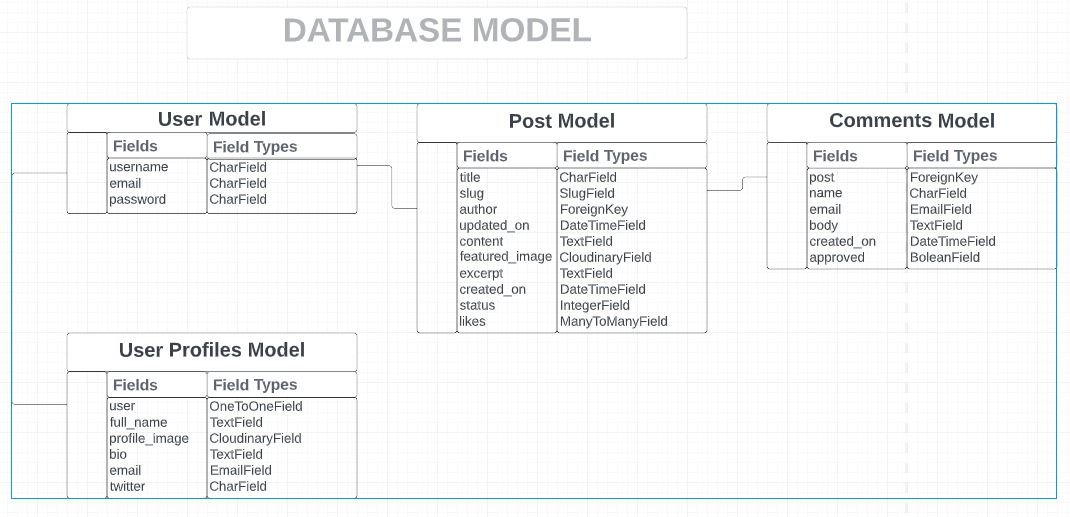 DATABASE MODEL
User Model
Fields Field Types
username CharField
email CharField
password CharField
Post Model
Fields Field Types
title CharField
slug SlugField
author ForeignKey
updated_on DateTimeField
content TextField
featured_image CloudinaryField
excerpt TextField
created_on DateTimeField
status IntegerField
likes ManyToManyField
Comments Model
Fields Field Types
post ForeignKey
name CharField
email EmailField
body TextField
created_on DateTimeField
approved BoleanField
User Profiles Model
Fields Field Types
user OneToOneField
full_name TextField
profile_image CloudinaryField
bio TextField
email EmailField
twitter CharField